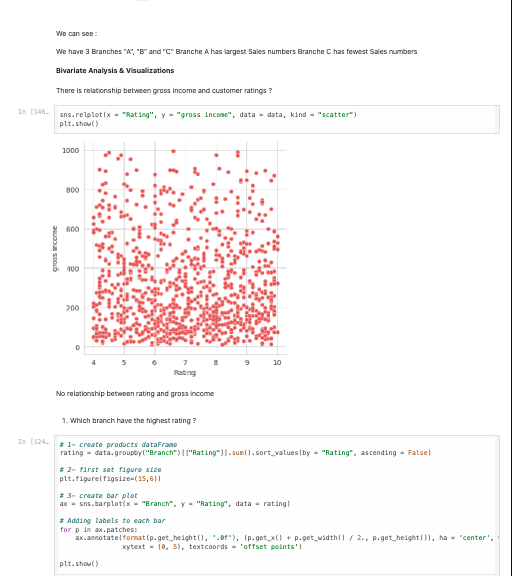 We can see :
We have 3 Branches "A", "B" and "C" Branche A has largest Sales numbers Branche C has fewest Sales numbers
Bivariate Analysis & Visualizations
There is relationship between gross income and customer ratings ?
In [146…
sns.relplot(x = "Rating", y = "gross income", data = data, kind = "scatter")
plt.show()
1000
800
600
400
200
0
gross income
4 5 6 7 8 9 10
Rating
No relationship between rating and gross income
1. Which branch have the highest rating ?
In [124…
# 1- create products dataFrame
rating = data.groupby("Branch")[["Rating"]].sum().sort_values(by = "Rating", ascending = False)
# 2- first set figure size
plt.figure(figsize=(15,6))
# 3- create bar plot
ax = sns.barplot(x = "Branch", y = "Rating", data = rating)
# Adding labels to each bar
for p in ax.patches:
ax.annotate(format(p.get_height(), '.0f'), (p.get_x() + p.get_width() / 2., p.get_height()), ha = 'center',
xytext = (0, 5), textcoords = 'offset points')
plt.show()